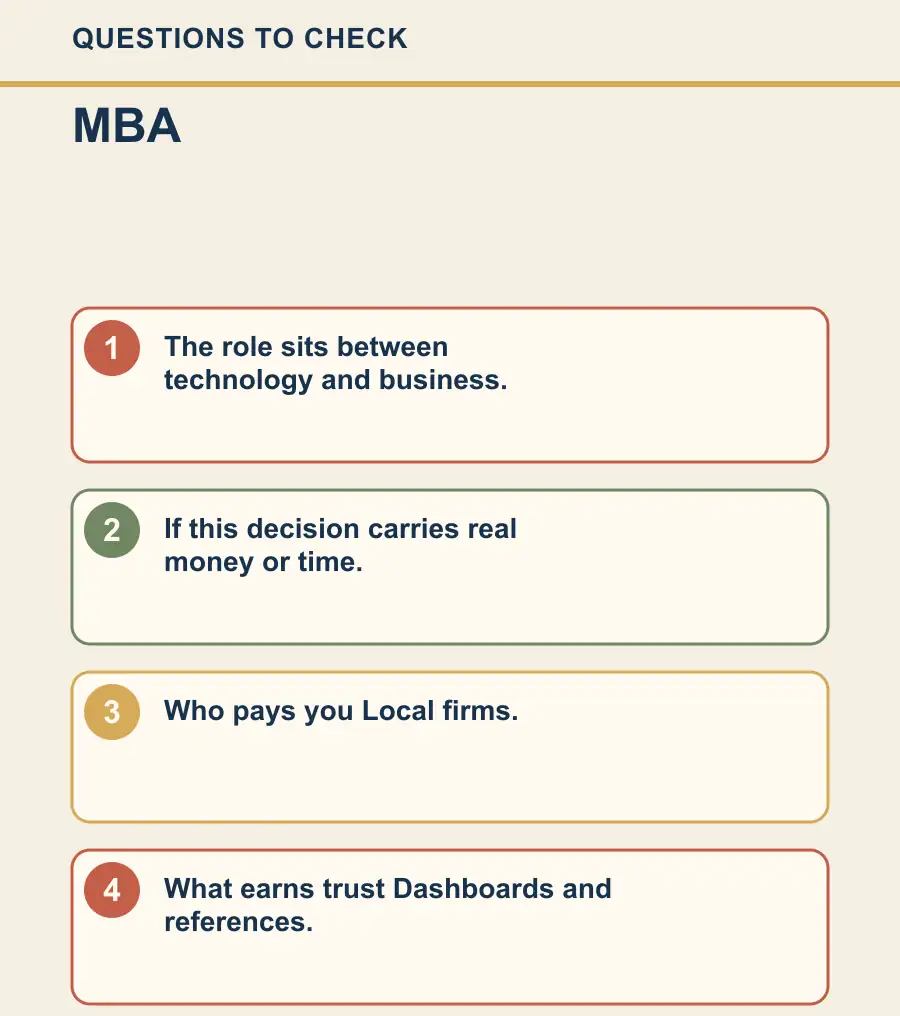 QUESTIONS TO CHECK
MBA
1
The role sits between
technology and business.
2
If this decision carries real
money or time.
3
Who pays you Local firms.
4
What earns trust Dashboards and
references.